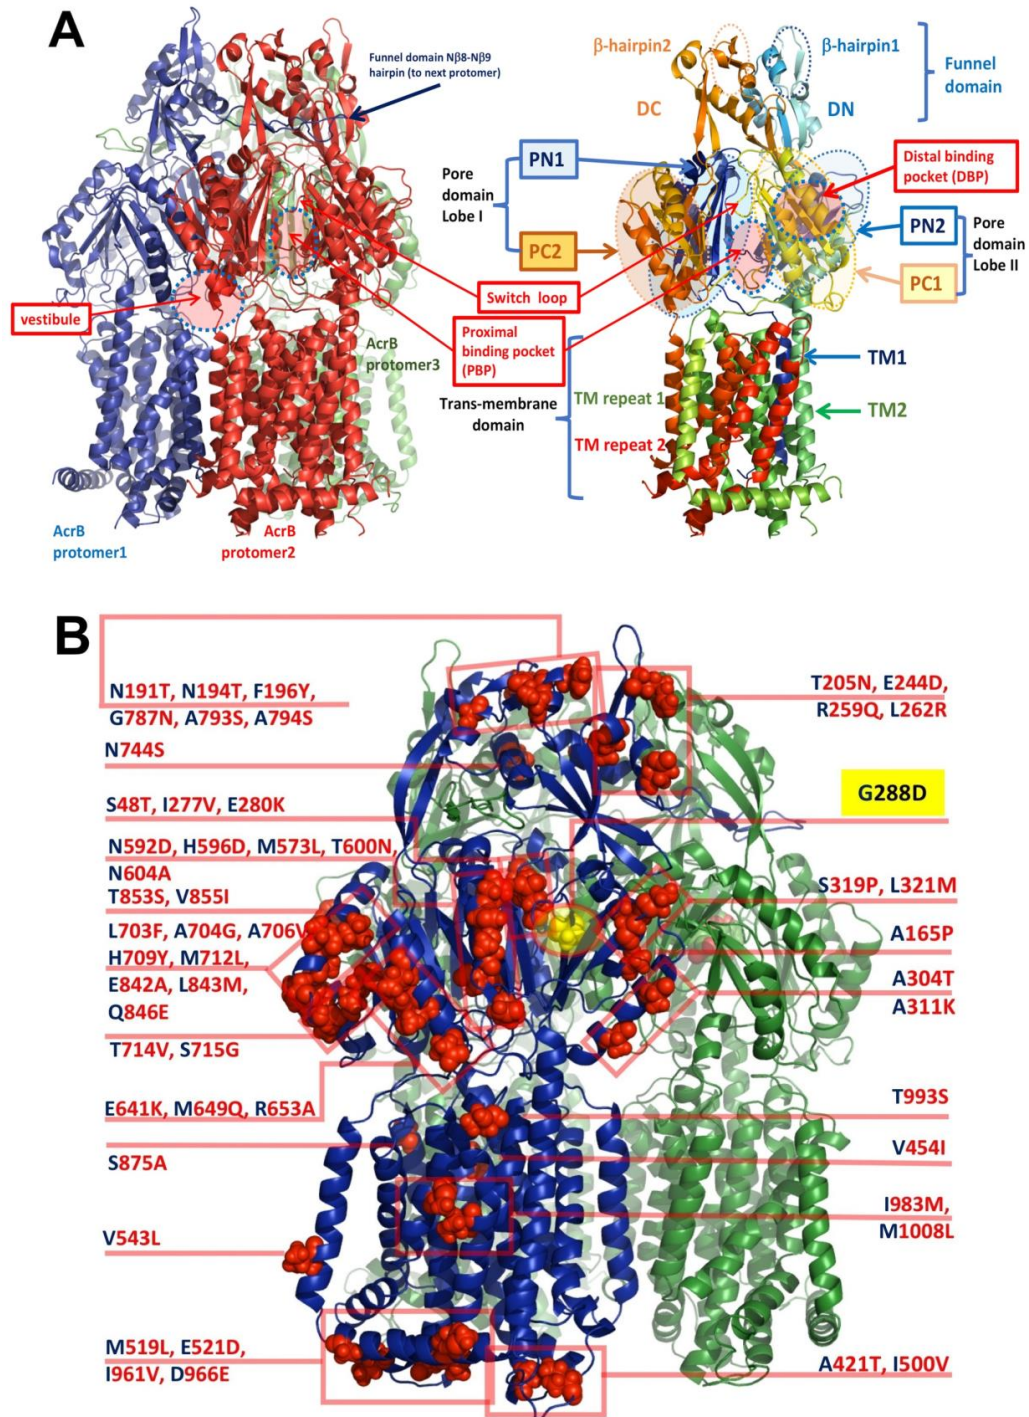 A
Funnel domain Nβ8-Nβ9
hairpin (to next protomer)
vestibule
AcrB
protomer1
AcrB
protomer2
AcrB
protomer3
β-hairpin2
β-hairpin1
Funnel
domain
DC
DN
PN1
Pore
domain
Lobe I
PC2
Distal binding
pocket (DBP)
PN2
Pore
domain
Lobe II
PC1
Switch loop
Proximal
binding pocket
(PBP)
Trans-membrane
domain
TM repeat 1
TM repeat 2
TM1
TM2
B
N191T, N194T, F196Y,
G787N, A793S, A794S
N744S
S48T, I277V, E280K
N592D, H596D, M573L, T600N,
N604A
T853S, V855I
L703F, A704G, A706V
H709Y, M712L,
E842A, L843M,
Q846E
T714V, S715G
E641K, M649Q, R653A
S875A
V543L
M519L, E521D,
I961V, D966E
T205N, E244D,
R259Q, L262R
G288D
S319P, L321M
A165P
A304T
A311K
T993S
V454I
I983M,
M1008L
A421T, I500V